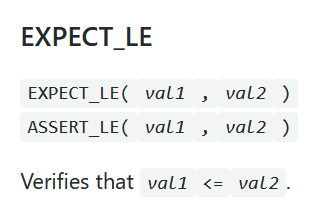 EXPECT_LE
EXPECT_LE( val1 , val2 )
ASSERT_LE( val1 , val2 )
Verifies that val1 <= val2.